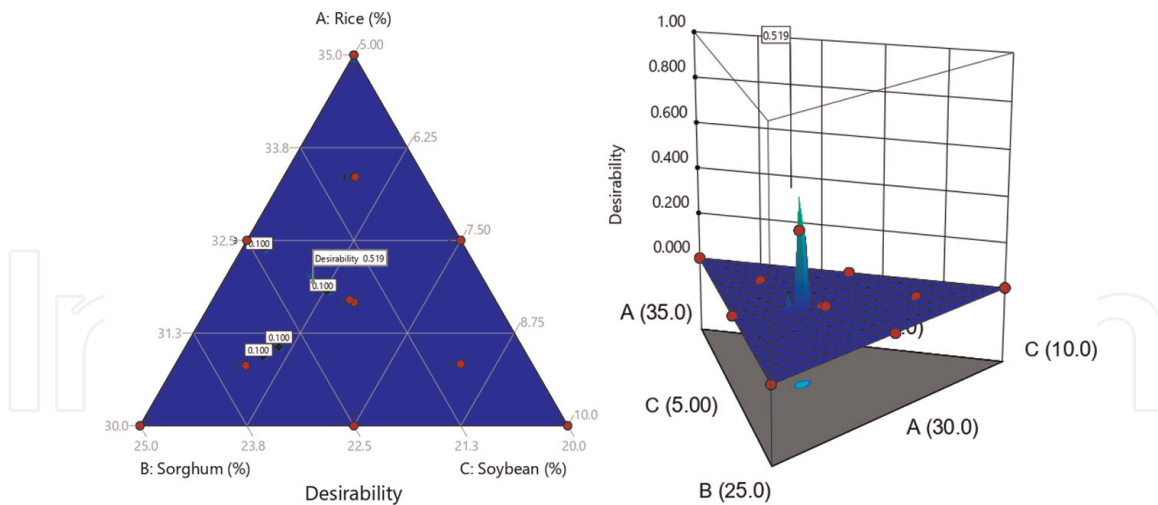 A: Rice (%)
35.0
5.00
33.8
6.25
32.5
3
0.100
7.50
Desirability 0.519
0.100
31.3
8.75
0.100
0.100
30.0
10.0
25.0
23.8
22.5
21.3
20.0
B: Sorghum (%)
C: Soybean (%)
Desirability
1.00
0.519
0.800
0.600
0.400
0.200
0.000
Desirability
A (35.0)
C (10.0)
C (5.00)
A (30.0)
B (25.0)